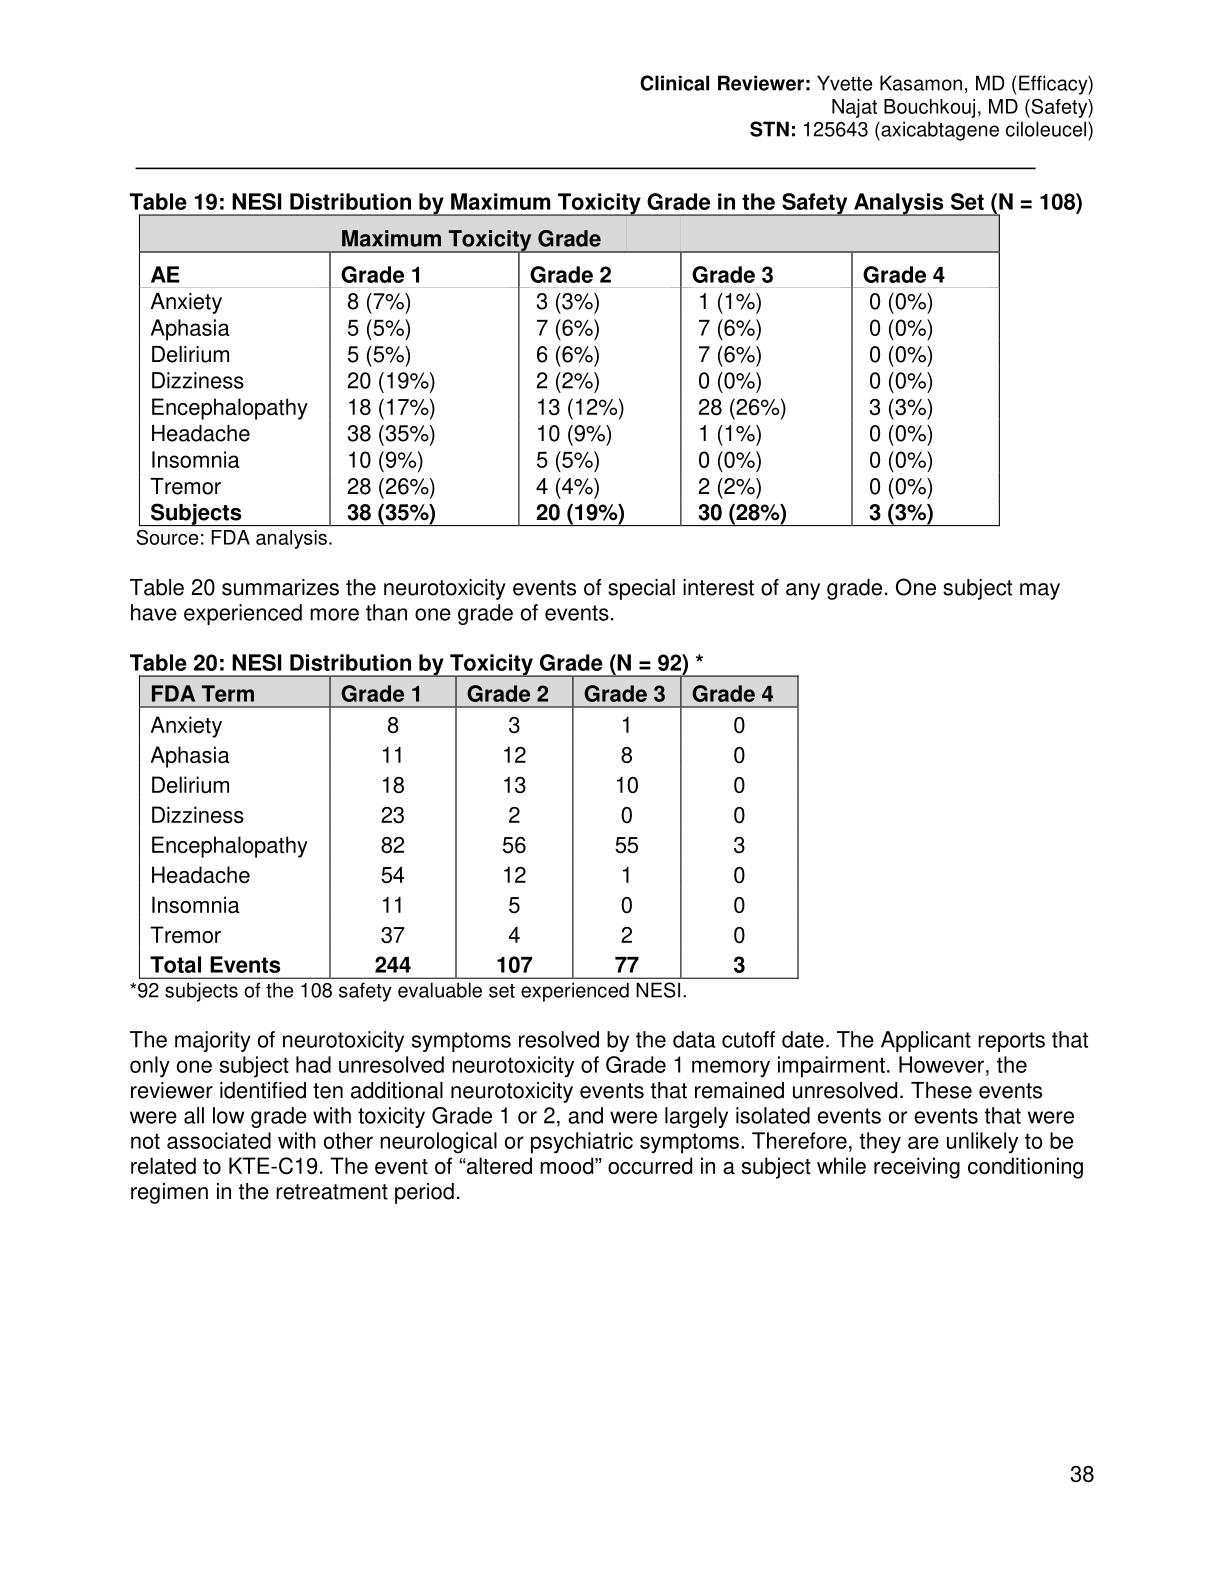 Clinical Reviewer: Yvette Kasamon, MD (Efficacy)
Najat Bouchkouj, MD (Safety)
STN: 125643 (axicabtagene ciloleucel)
Table 19: NESI Distribution by Maximum Toxicity Grade in the Safety Analysis Set (N = 108)
Maximum Toxicity Grade
AE Grade 1 Grade 2 Grade 3 Grade 4
Anxiety 8 (7%) 3 (3%) 1 (1%) 0 (0%)
Aphasia 5 (5%) 7 (6%) 7 (6%) 0 (0%)
Delirium 5 (5%) 6 (6%) 7 (6%) 0 (0%)
Dizziness 20 (19%) 2 (2%) 0 (0%) 0 (0%)
Encephalopathy 18 (17%) 13 (12%) 28 (26%) 3 (3%)
Headache 38 (35%) 10 (9%) 1 (1%) 0 (0%)
Insomnia 10 (9%) 5 (5%) 0 (0%) 0 (0%)
Tremor 28 (26%) 4 (4%) 2 (2%) 0 (0%)
Subjects 38 (35%) 20 (19%) 30 (28%) 3 (3%)
Source: FDA analysis.
Table 20 summarizes the neurotoxicity events of special interest of any grade. One subject may
have experienced more than one grade of events.
Table 20: NESI Distribution by Toxicity Grade (N = 92) *
FDA Term Grade 1 Grade 2 Grade 3 Grade 4
Anxiety 8 3 1 0
Aphasia 11 12 8 0
Delirium 18 13 10 0
Dizziness 23 2 0 0
Encephalopathy 82 56 55 3
Headache 54 12 1 0
Insomnia 11 5 0 0
Tremor 37 4 2 0
Total Events 244 107 77 3
*92 subjects of the 108 safety evaluable set experienced NESI.
The majority of neurotoxicity symptoms resolved by the data cutoff date. The Applicant reports that
only one subject had unresolved neurotoxicity of Grade 1 memory impairment. However, the
reviewer identified ten additional neurotoxicity events that remained unresolved. These events
were all low grade with toxicity Grade 1 or 2, and were largely isolated events or events that were
not associated with other neurological or psychiatric symptoms. Therefore, they are unlikely to be
related to KTE-C19. The event of “altered mood” occurred in a subject while receiving conditioning
regimen in the retreatment period.
38